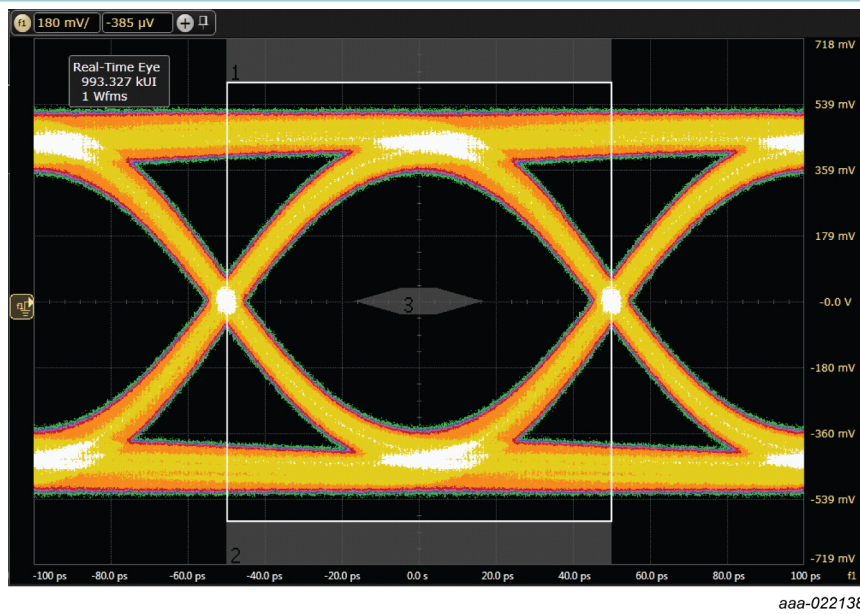 f1 180 mV/ -385 µV
718 mV
Real-Time Eye
993.327 kUI
1 Wfms
1
539 mV
359 mV
179 mV
3
-0.0 V
-180 mV
-360 mV
-539 mV
2
-719 mV
-100 ps -80.0 ps -60.0 ps -40.0 ps -20.0 ps 0.0 s 20.0 ps 40.0 ps 60.0 ps 80.0 ps 100 ps f1
aaa-022138